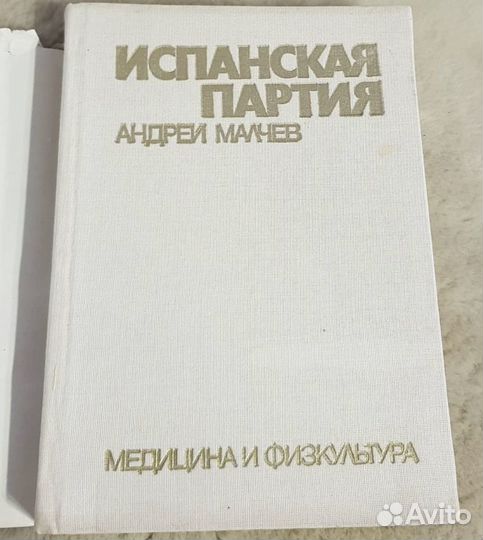 ИСПАНСКАЯ
ПАРТИЯ
АНДРЕЙ МАЛЧЕВ
МЕДИЦИНА И ФИЗКУЛЬТУРА
Avito